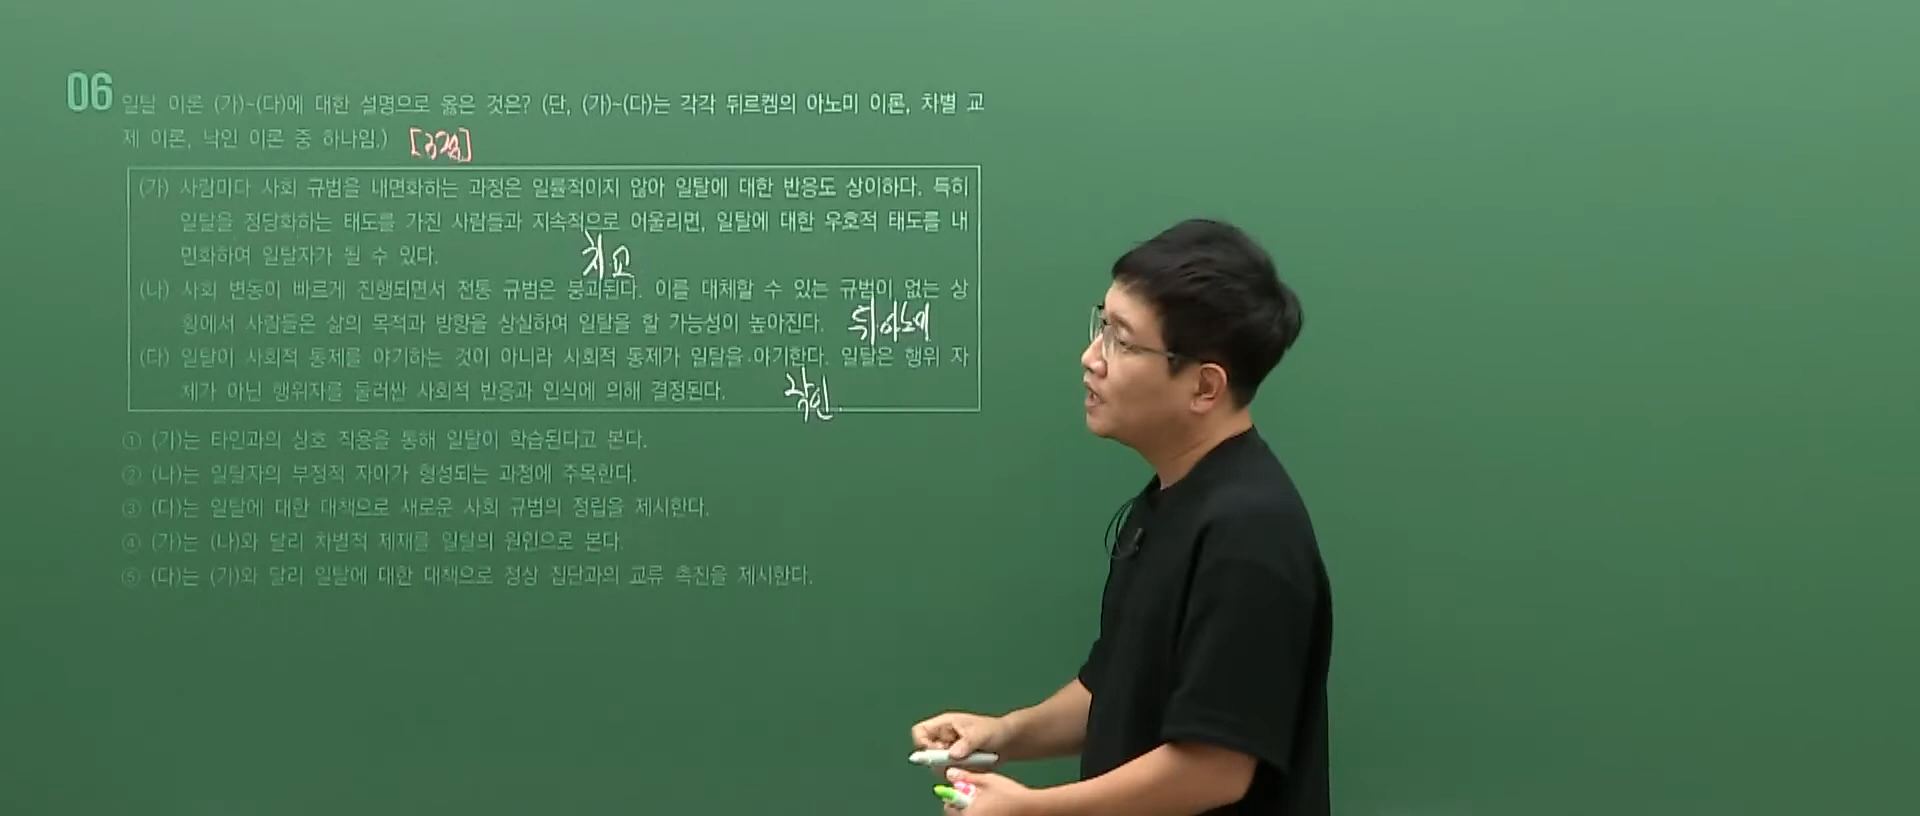 06 일탈 이론 (가)~(다)에 대한 설명으로 옳은 것은? (단, (가)~(다)는 각각 뒤르켐의 아노미 이론, 차별 교
제 이론, 낙인 이론 중 하나임.) [3점]
(가) 사람마다 사회 규범을 내면화하는 과정은 일률적이지 않아 일탈에 대한 반응도 상이하다. 특히
일탈을 정당화하는 태도를 가진 사람들과 지속적으로 어울리면, 일탈에 대한 우호적 태도를 내
면화하여 일탈자가 될 수 있다.
차·교
(나) 사회 변동이 빠르게 진행되면서 전통 규범은 붕괴된다. 이를 대체할 수 있는 규범이 없는 상
황에서 사람들은 삶의 목적과 방향을 상실하여 일탈을 할 가능성이 높아진다. 뒤·아노미
(다) 일탈이 사회적 통제를 야기하는 것이 아니라 사회적 통제가 일탈을 야기한다. 일탈은 행위 자
체가 아닌 행위자를 둘러싼 사회적 반응과 인식에 의해 결정된다. 낙인
① (가)는 타인과의 상호 작용을 통해 일탈이 학습된다고 본다.
② (나)는 일탈자의 부정적 자아가 형성되는 과정에 주목한다.
③ (다)는 일탈에 대한 대책으로 새로운 사회 규범의 정립을 제시한다.
④ (가)는 (나)와 달리 차별적 제재를 일탈의 원인으로 본다.
⑤ (다)는 (가)와 달리 일탈에 대한 대책으로 정상 집단과의 교류 촉진을 제시한다.